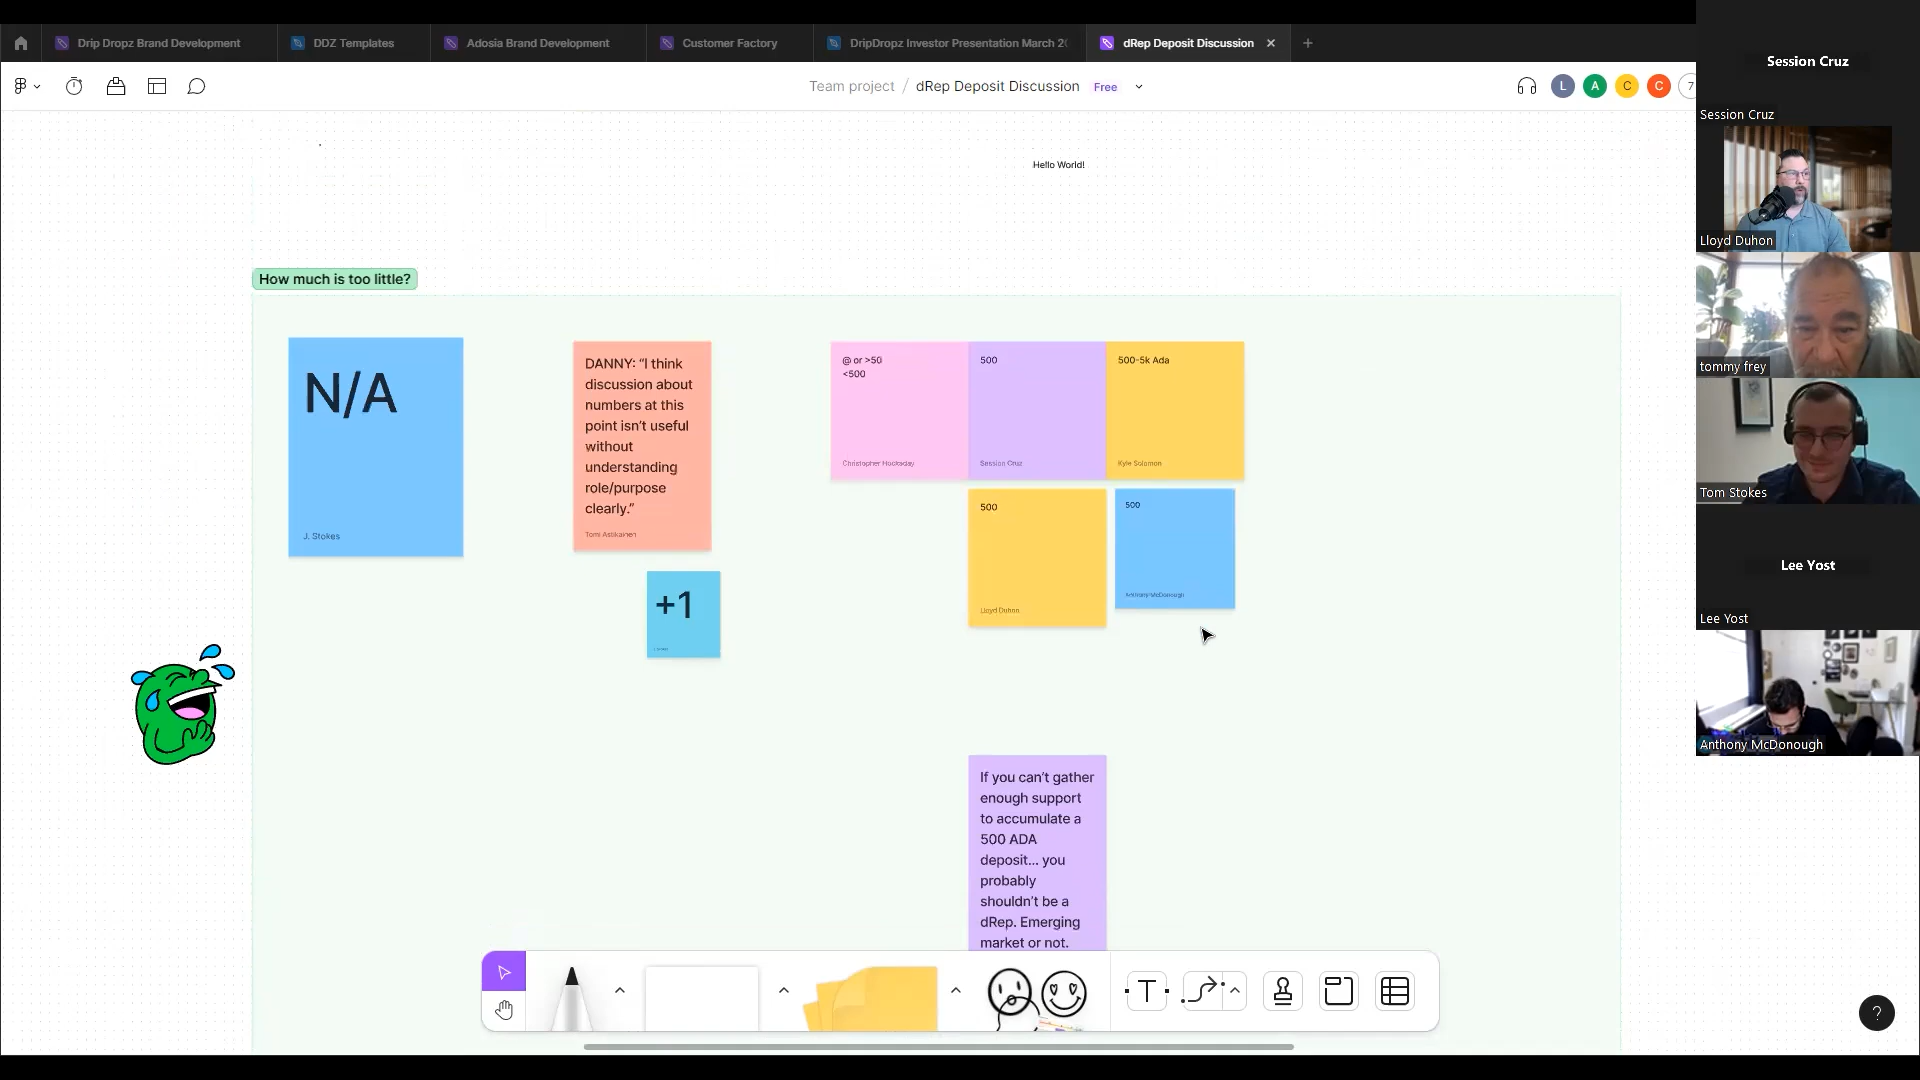 Drip Dropz Brand Development
DDZ Templates
Adosia Brand Development
Customer Factory
DripDropz Investor Presentation March 20
dRep Deposit Discussion
Team project / dRep Deposit Discussion Free
L
A
C
C
7
Hello World!
How much is too little?
N/A
J. Stokes
DANNY: “I think
discussion about
numbers at this
point isn’t useful
without
understanding
role/purpose
clearly.”
Tomi Astikainen
+1
@ or >50
<500
Christopher Hocksday
500
Session Cruz
500-5k Ada
Kyle Solomon
500
Lloyd Duhon
500
Anthony McDonough
If you can’t gather
enough support
to accumulate a
500 ADA
deposit... you
probably
shouldn’t be a
dRep. Emerging
market or not.
T
?
Session Cruz
Session Cruz
Lloyd Duhon
tommy frey
Tom Stokes
Lee Yost
Lee Yost
Anthony McDonough